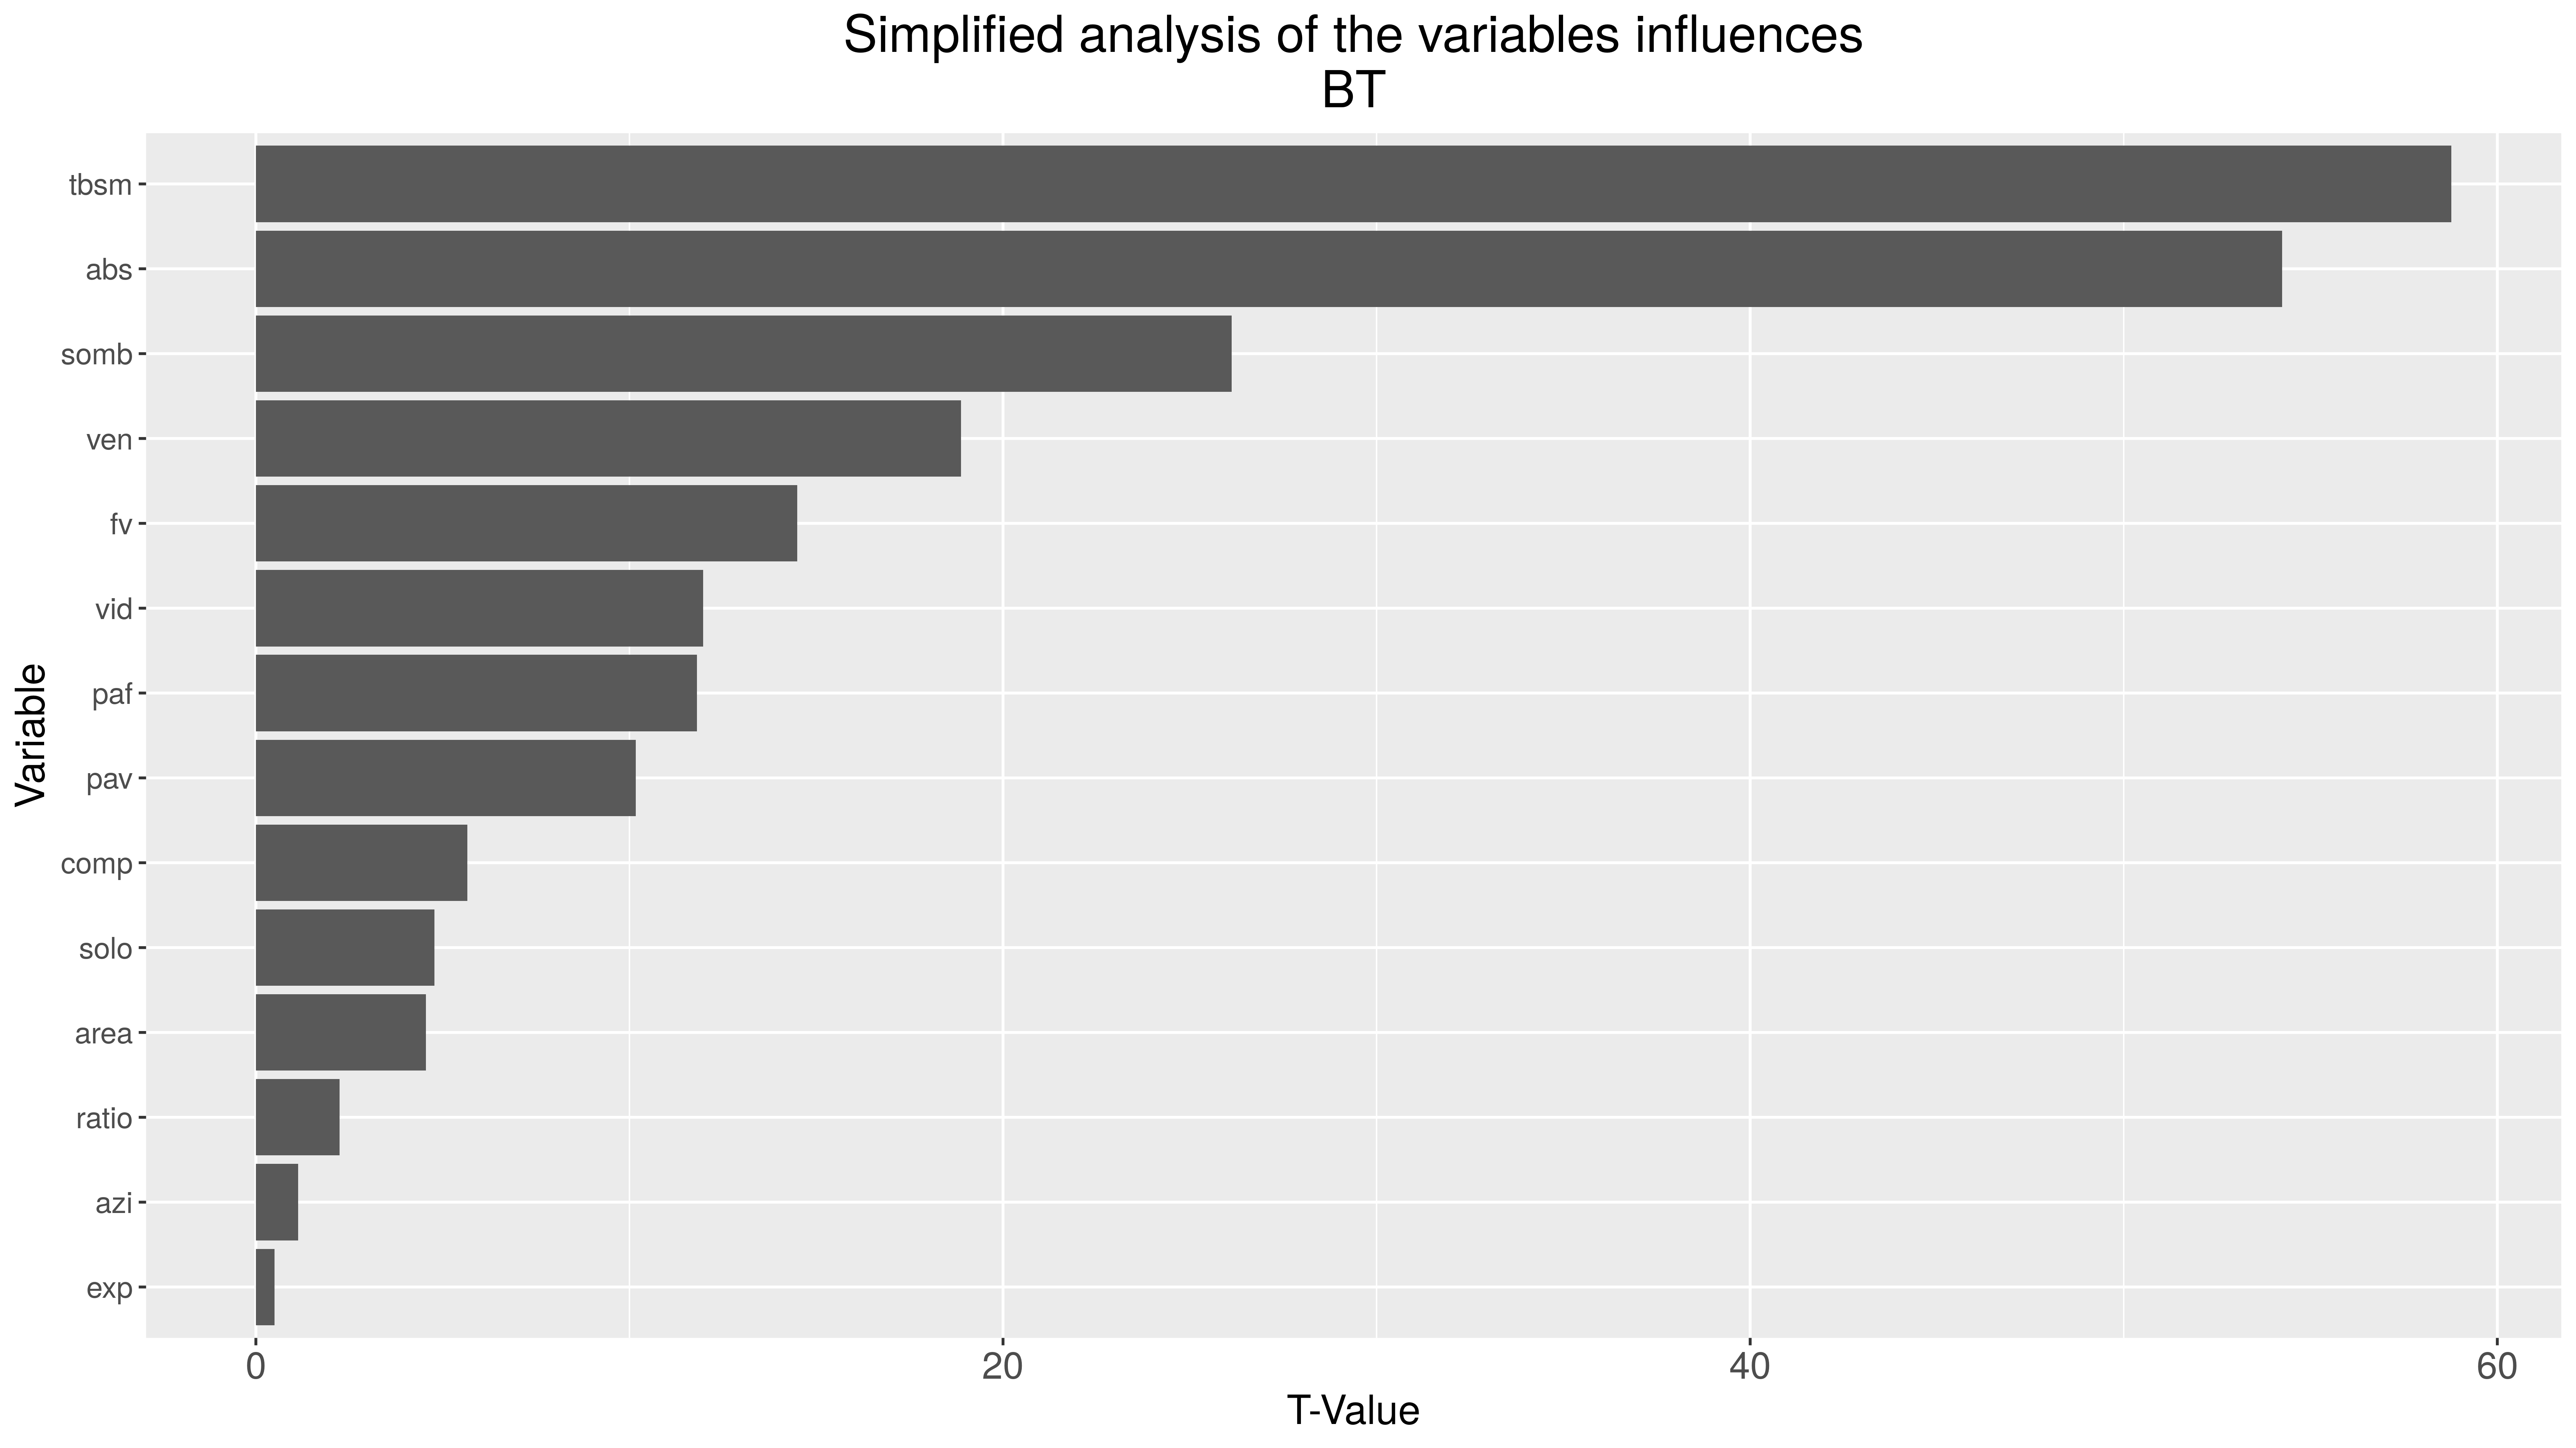 Simplified analysis of the variables influences
BT
Variable
tbsm
abs
somb
ven
fv
vid
paf
pav
comp
solo
area
ratio
azi
exp
0 20 40 60
T-Value